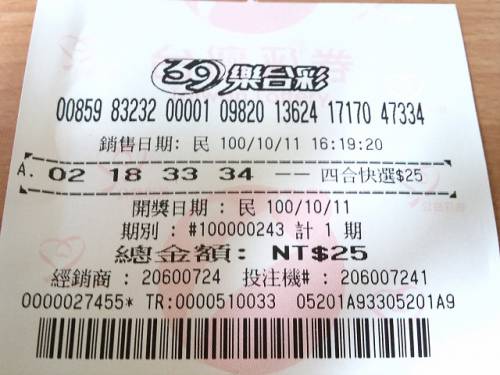 39樂合彩
00859 83232 00001 09820 13624 17170 47334
銷售日期: 民 100/10/11 16:19:20
A. 02 18 33 34 —— 四合快選$25
開獎日期 : 民 100/10/11
期別 : #100000243 計 1 期
總金額: NT$25
經銷商 : 20600724 投注機# : 206007241
0000027455* TR:0000510033 05201A93305201A9